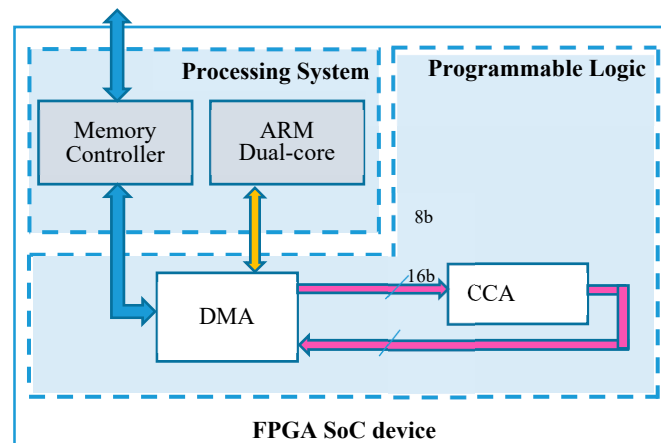 Processing System
Programmable Logic
Memory
Controller
ARM
Dual-core
8b
16b
CCA
DMA
FPGA SoC device